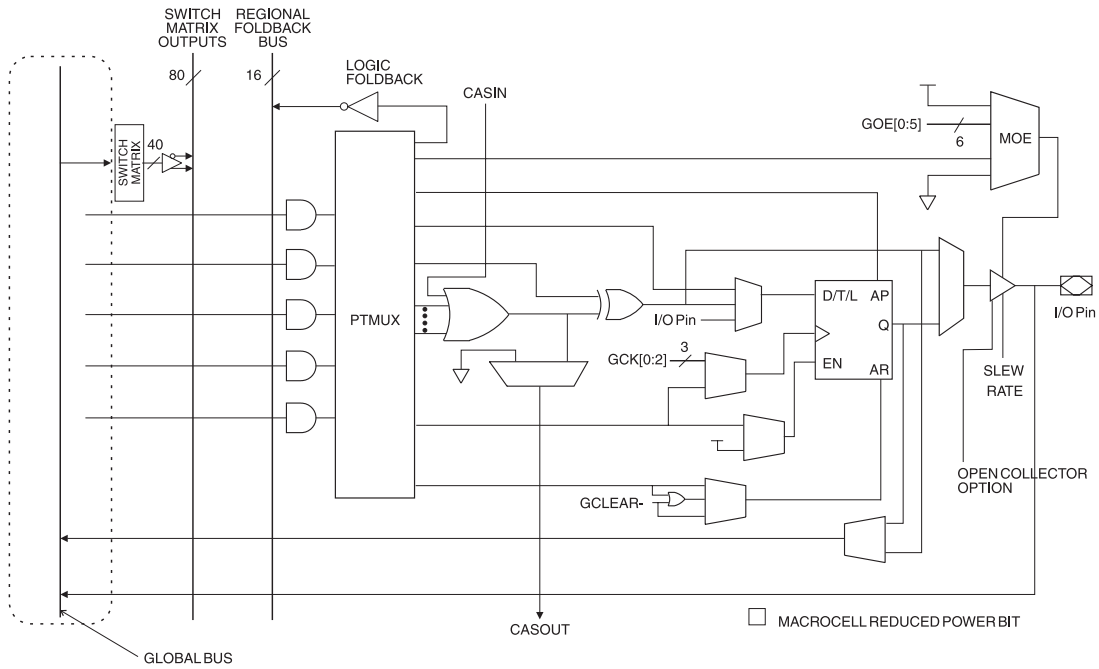 SWITCH
MATRIX
OUTPUTS
REGIONAL
FOLDBACK
BUS
80
16
LOGIC
FOLDBACK
CASIN
SWITCH
MATRIX
40
GOE[0:5]
6
MOE
PTMUX
I/O Pin
D/T/L AP
Q
EN
AR
GCK[0:2]
3
I/O Pin
SLEW
RATE
OPEN COLLECTOR
OPTION
GCLEAR-
CASOUT
MACROCELL REDUCED POWER BIT
GLOBAL BUS